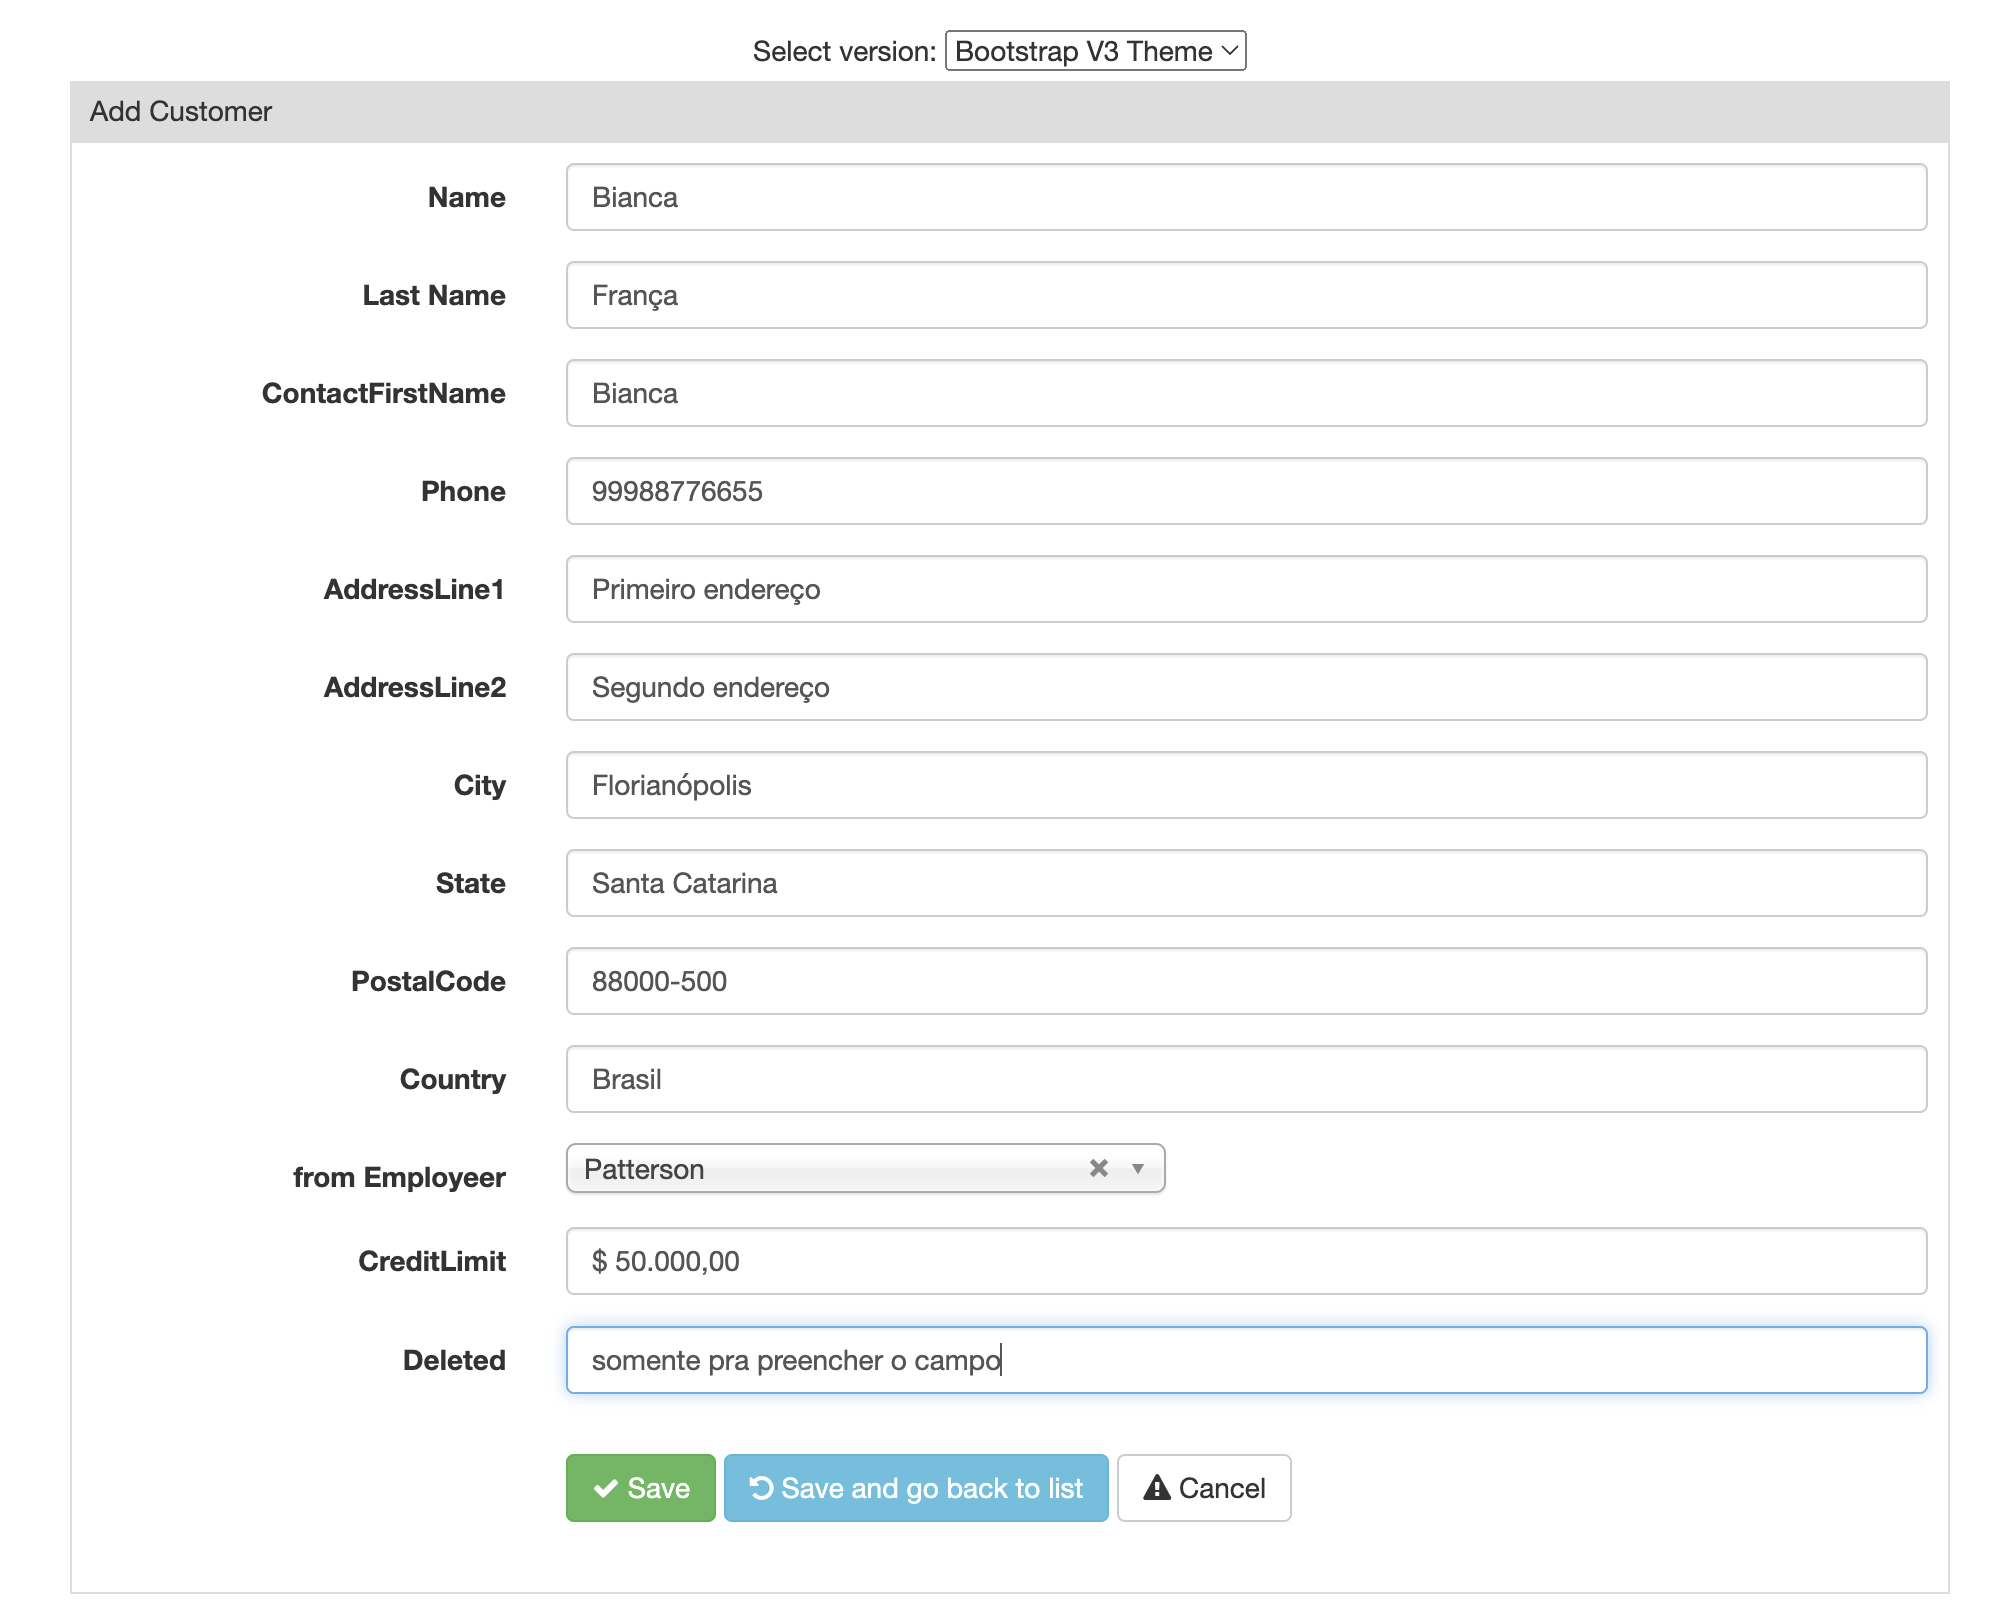 Select version: Bootstrap V3 Theme
Add Customer
Name Bianca
Last Name França
ContactFirstName Bianca
Phone 99988776655
AddressLine1 Primeiro endereço
AddressLine2 Segundo endereço
City Florianópolis
State Santa Catarina
PostalCode 88000-500
Country Brasil
from Employeer Patterson
CreditLimit $ 50.000,00
Deleted somente pra preencher o campo
Save Save and go back to list Cancel